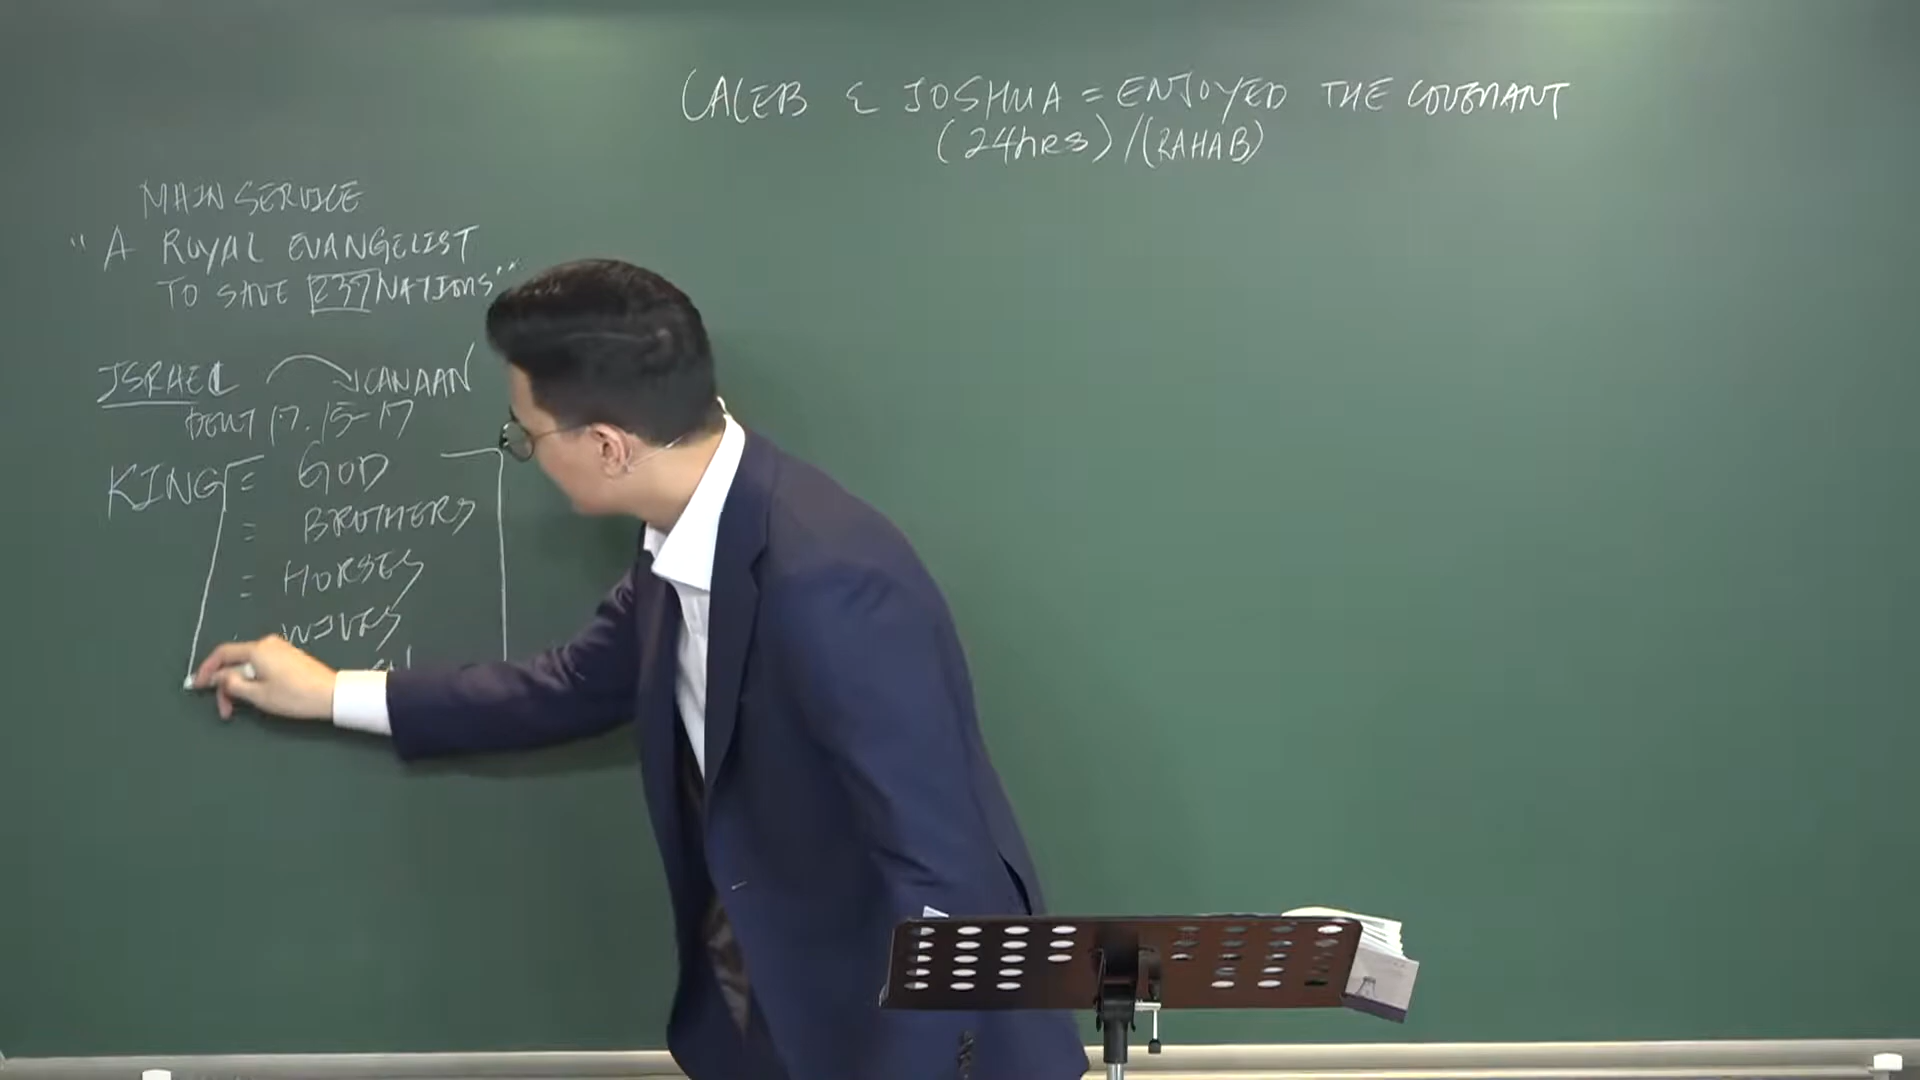 CALEB & JOSHUA = ENJOYED THE COVENANT
(24hrs) / (RAHAB)
MAIN SERVICE
"A ROYAL EVANGELIST
TO SAVE 237 NATIONS"
ISRAEL CANAAN
DEUT 17.15-17
KING = GOD
= BROTHERS
= HORSES
WIVES